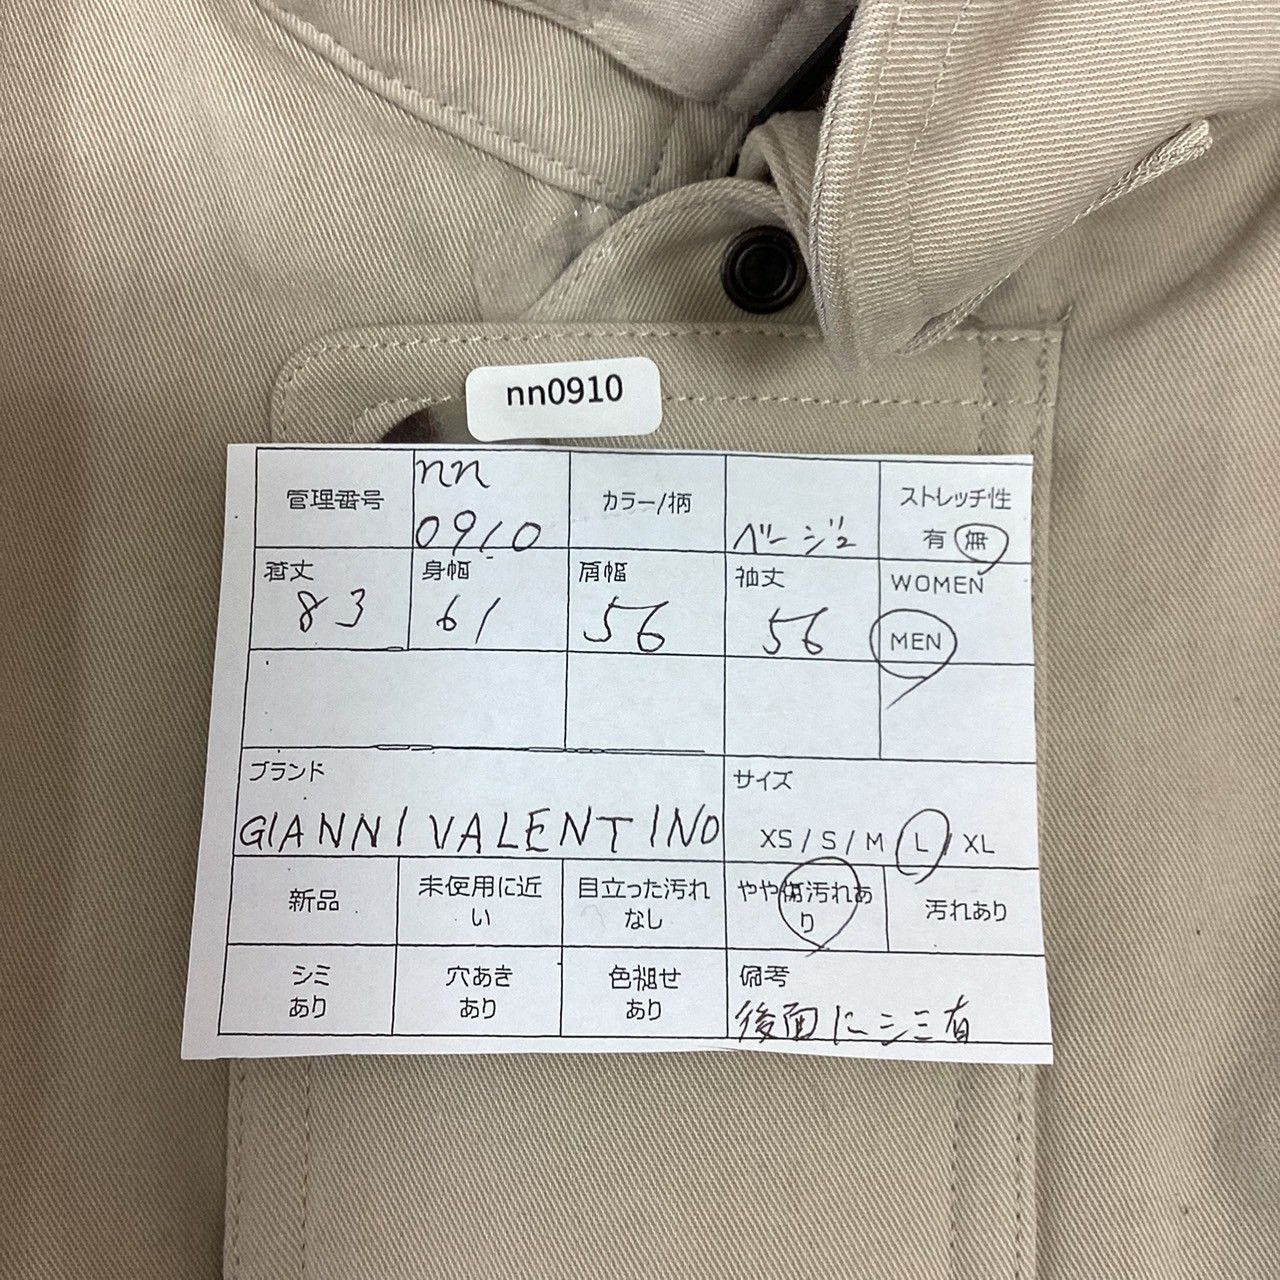 nn0910
管理番号
nn
0910
カラー/柄
ベージュ
ストレッチ性
有 無
着丈
83
身幅
61
肩幅
56
袖丈
56
WOMEN
MEN
ブランド
GIANNI VALENTINO
サイズ
XS / S / M / L / XL
新品
未使用に近
い
目立った汚れ
なし
やや傷汚れあ
り
汚れあり
シミ
あり
穴あき
あり
色褪せ
あり
備考
後面にシミ有